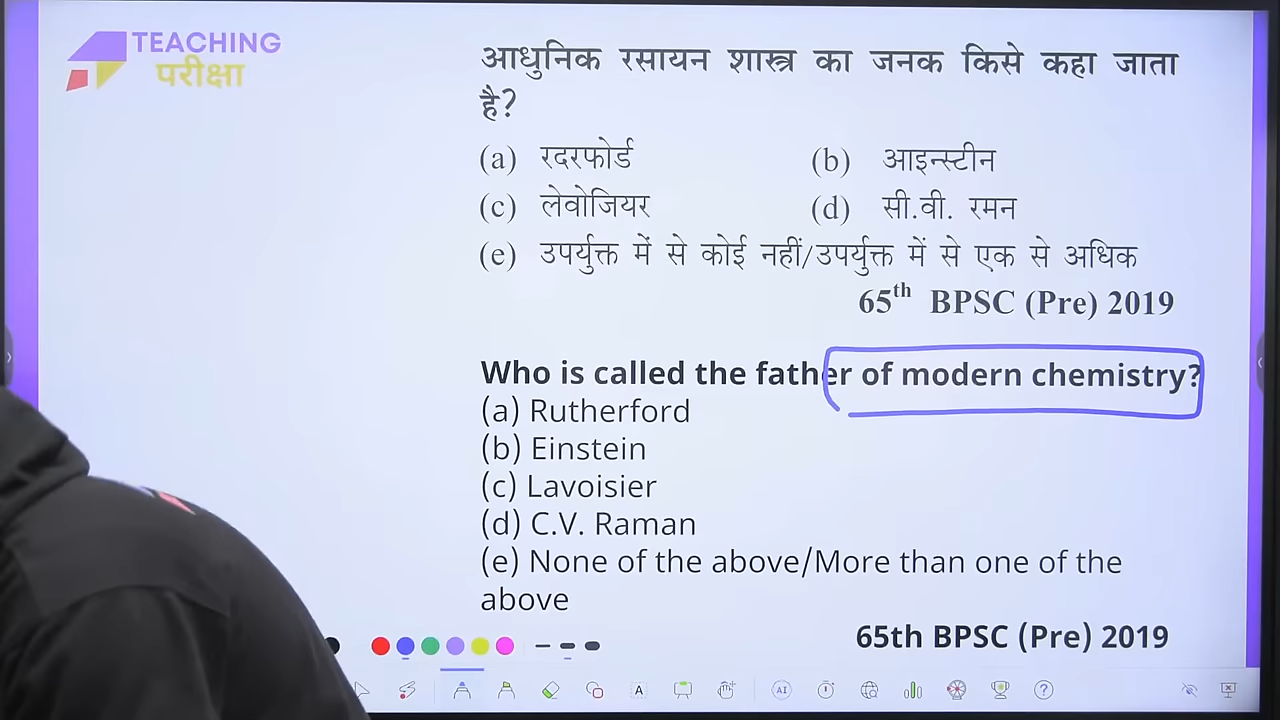 TEACHING
परीक्षा
आधुनिक रसायन शास्त्र का जनक किसे कहा जाता
है?
(a) रदरफोर्ड (b) आइन्स्टीन
(c) लेवोजियर (d) सी.वी. रमन
(e) उपर्युक्त में से कोई नहीं/उपर्युक्त में से एक से अधिक
65th BPSC (Pre) 2019
Who is called the father of modern chemistry?
(a) Rutherford
(b) Einstein
(c) Lavoisier
(d) C.V. Raman
(e) None of the above/More than one of the
above
65th BPSC (Pre) 2019
A
AI
?